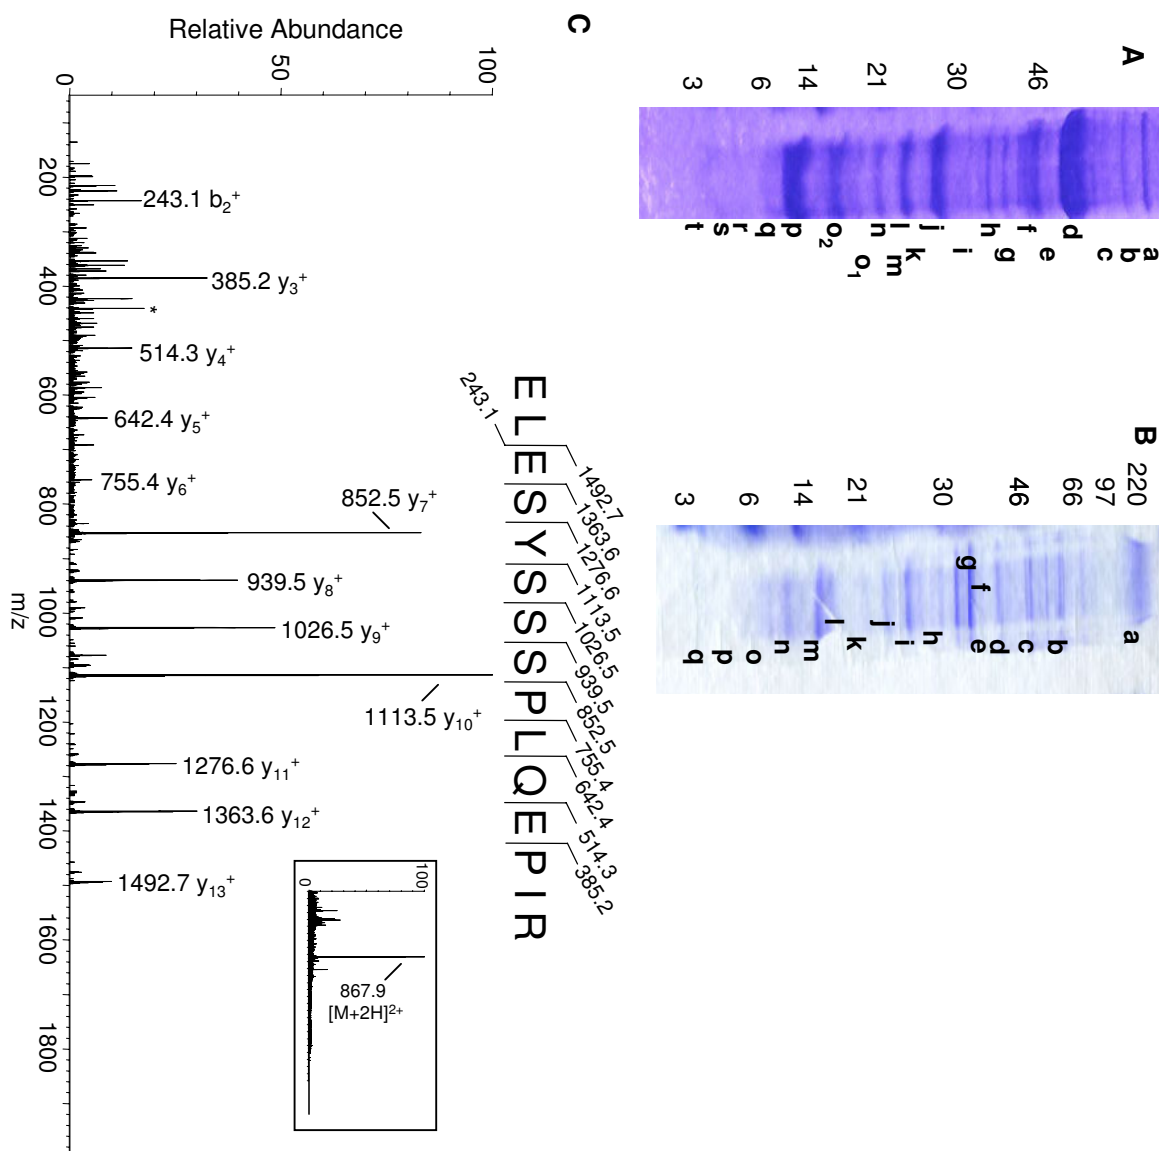 A
46
30
21
14
6
3
a
b
c
d
e
f
g
h
i
j
k
l
m
n
o1
o2
p
q
r
s
t
B
220
97
66
46
30
21
14
6
3
a
b
c
d
e
f
g
h
i
j
k
l
m
n
o
p
q
C
ELESYSSSPLQEPIR
1492.7
1363.6
1276.6
1113.5
1026.5
939.5
852.5
755.4
642.4
514.3
385.2
243.1
Relative Abundance
100
50
0
243.1 b2+
385.2 y3+
*
514.3 y4+
642.4 y5+
755.4 y6+
852.5 y7+
939.5 y8+
1026.5 y9+
1113.5 y10+
1276.6 y11+
1363.6 y12+
1492.7 y13+
100
0
867.9
[M+2H]2+
200
400
600
800
1000
1200
1400
1600
1800
m/z